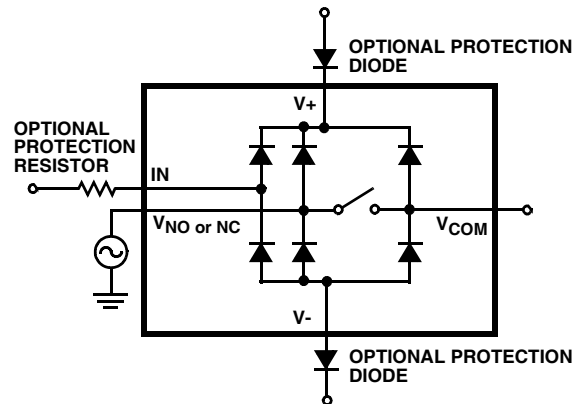 OPTIONAL PROTECTION
DIODE
V+
OPTIONAL
PROTECTION
RESISTOR
IN
VNO or NC
VCOM
V-
OPTIONAL PROTECTION
DIODE